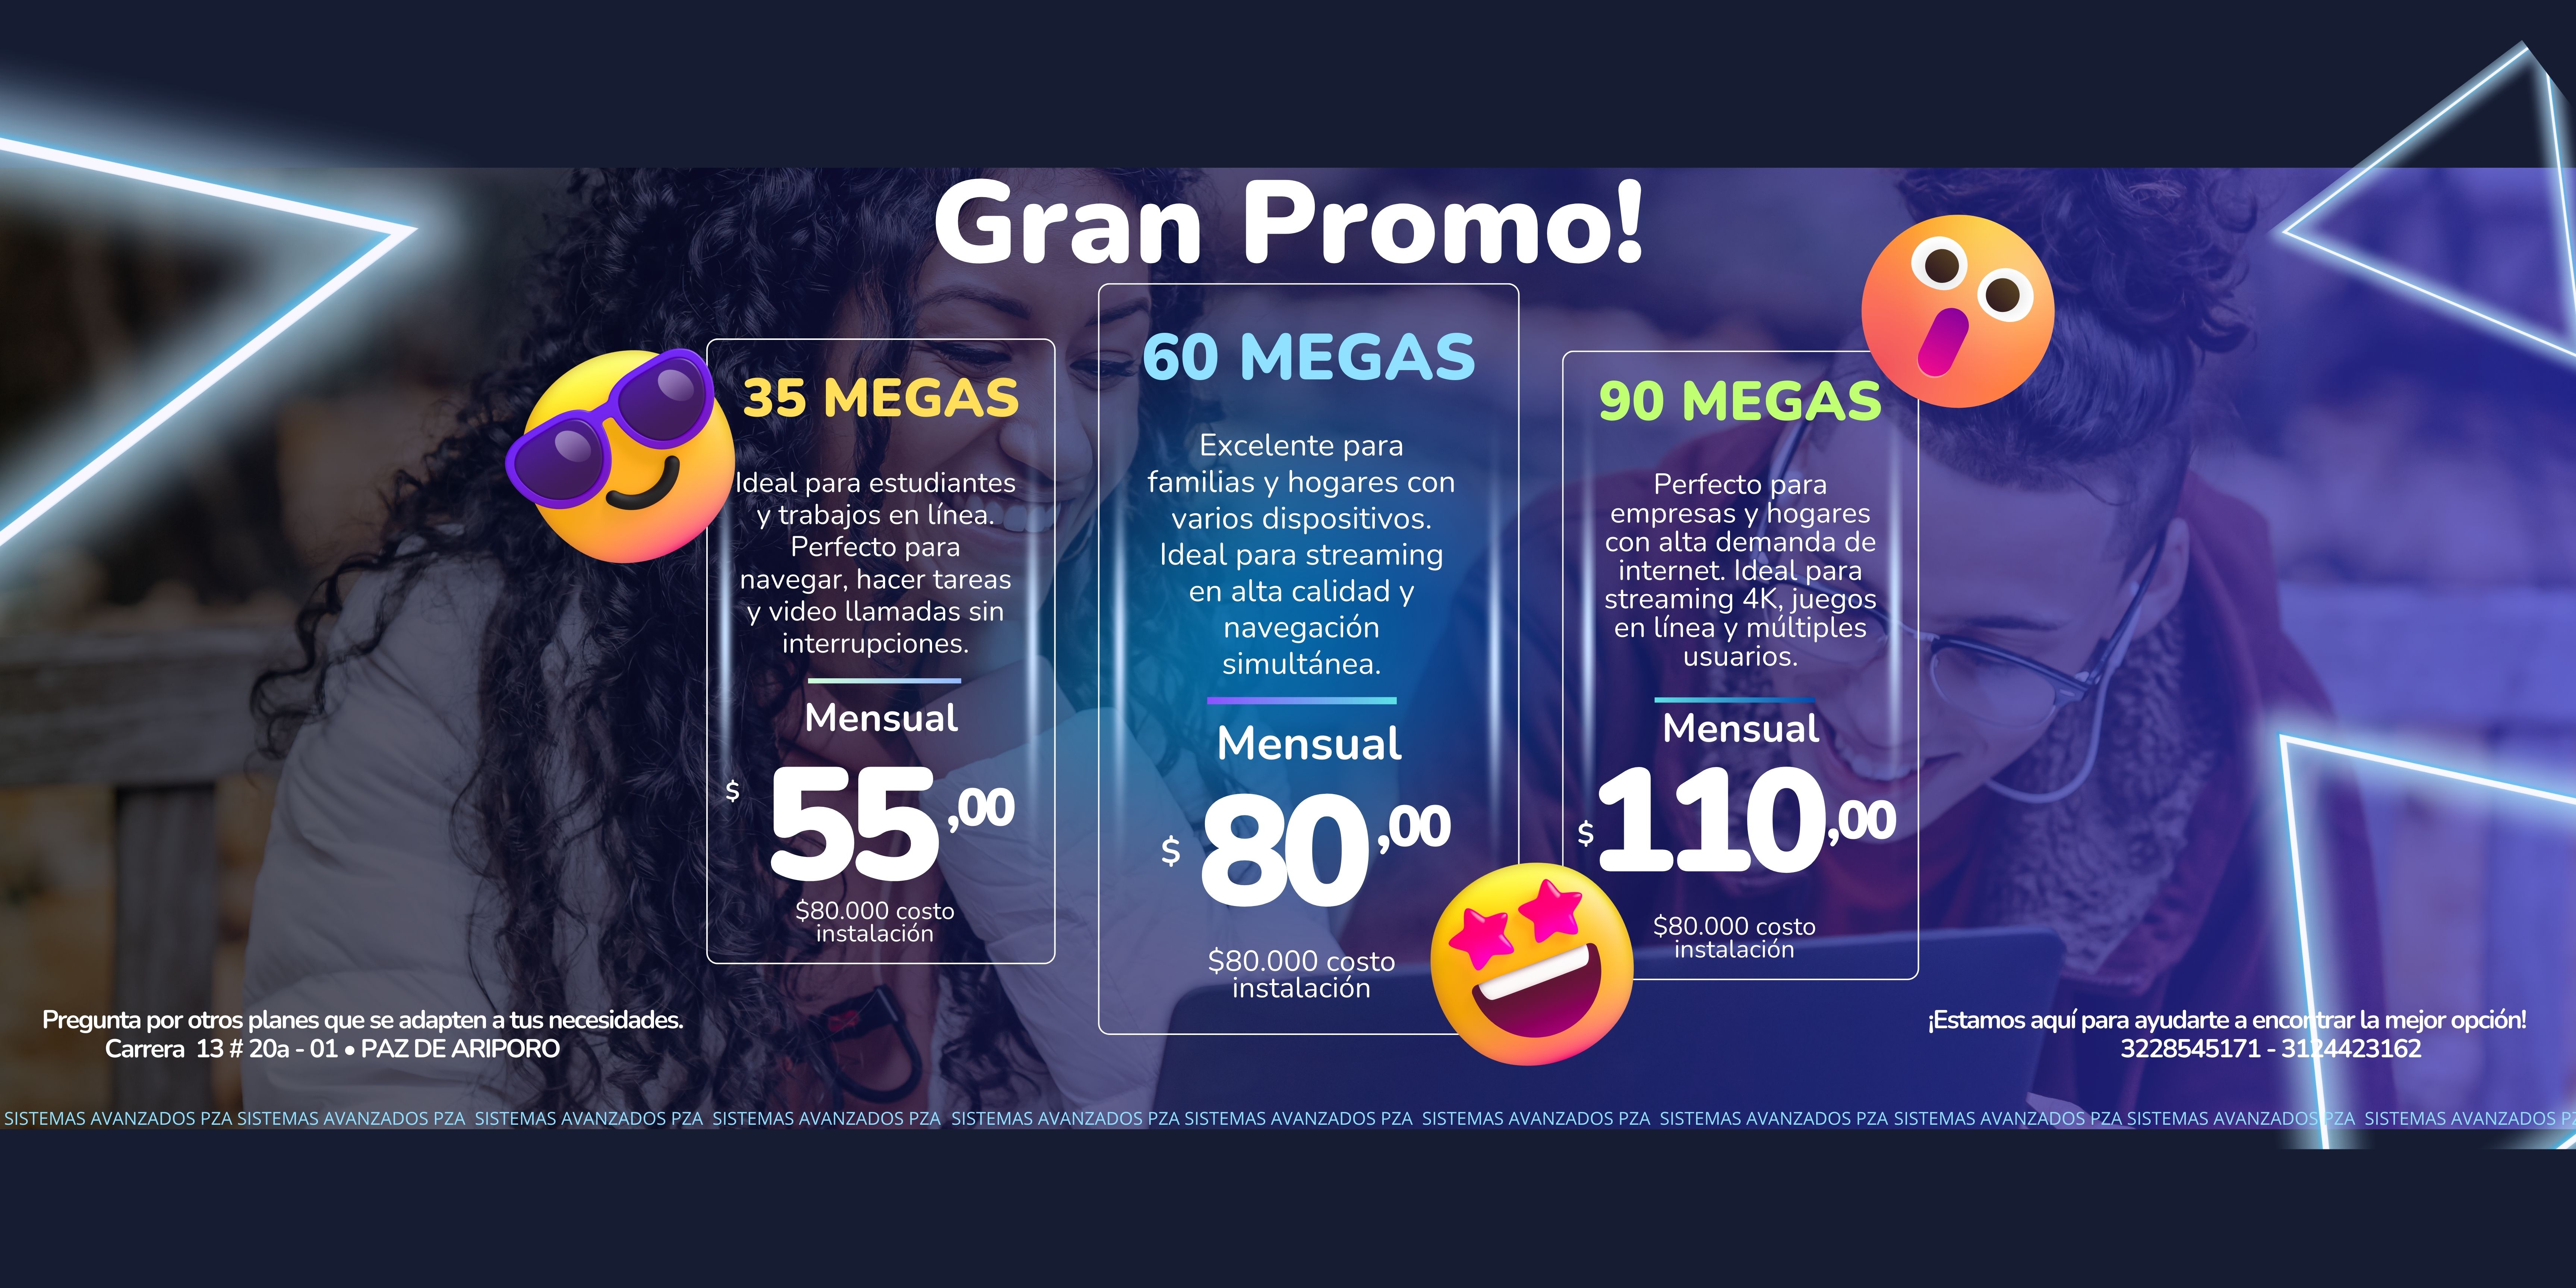 Gran Promo!
35 MEGAS
Ideal para estudiantes
y trabajos en línea.
Perfecto para
navegar, hacer tareas
y video llamadas sin
interrupciones.
Mensual
$ 55,00
$80.000 costo
instalación
60 MEGAS
Excelente para
familias y hogares con
varios dispositivos.
Ideal para streaming
en alta calidad y
navegación
simultánea.
Mensual
$ 80,00
$80.000 costo
instalación
90 MEGAS
Perfecto para
empresas y hogares
con alta demanda de
internet. Ideal para
streaming 4K, juegos
en línea y múltiples
usuarios.
Mensual
$ 110,00
$80.000 costo
instalación
Pregunta por otros planes que se adapten a tus necesidades.
Carrera 13 # 20a - 01 • PAZ DE ARIPORO
¡Estamos aquí para ayudarte a encontrar la mejor opción!
3228545171 - 3124423162
SISTEMAS AVANZADOS PZA SISTEMAS AVANZADOS PZA SISTEMAS AVANZADOS PZA SISTEMAS AVANZADOS PZA SISTEMAS AVANZADOS PZA SISTEMAS AVANZADOS PZA SISTEMAS AVANZADOS PZA SISTEMAS AVANZADOS PZA SISTEMAS AVANZADOS PZA SISTEMAS AVANZADOS PZA SISTEMAS AVANZADOS PZ